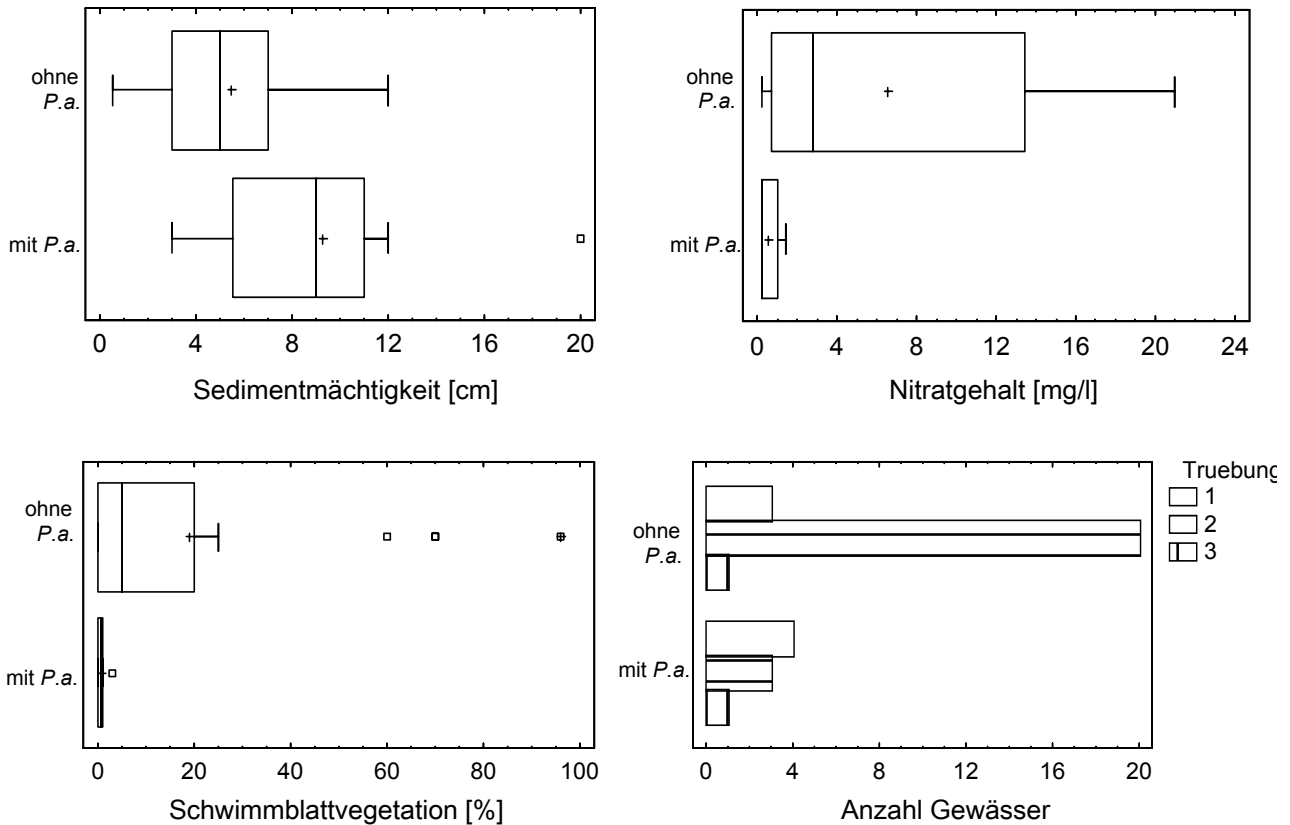 ohne
P.a.
mit P.a.
0 4 8 12 16 20
Sedimentmächtigkeit [cm]
ohne
P.a.
mit P.a.
0 4 8 12 16 20 24
Nitratgehalt [mg/l]
ohne
P.a.
mit P.a.
0 20 40 60 80 100
Schwimmblattvegetation [%]
ohne
P.a.
mit P.a.
0 4 8 12 16 20
Anzahl Gewässer
Truebung
1
2
3